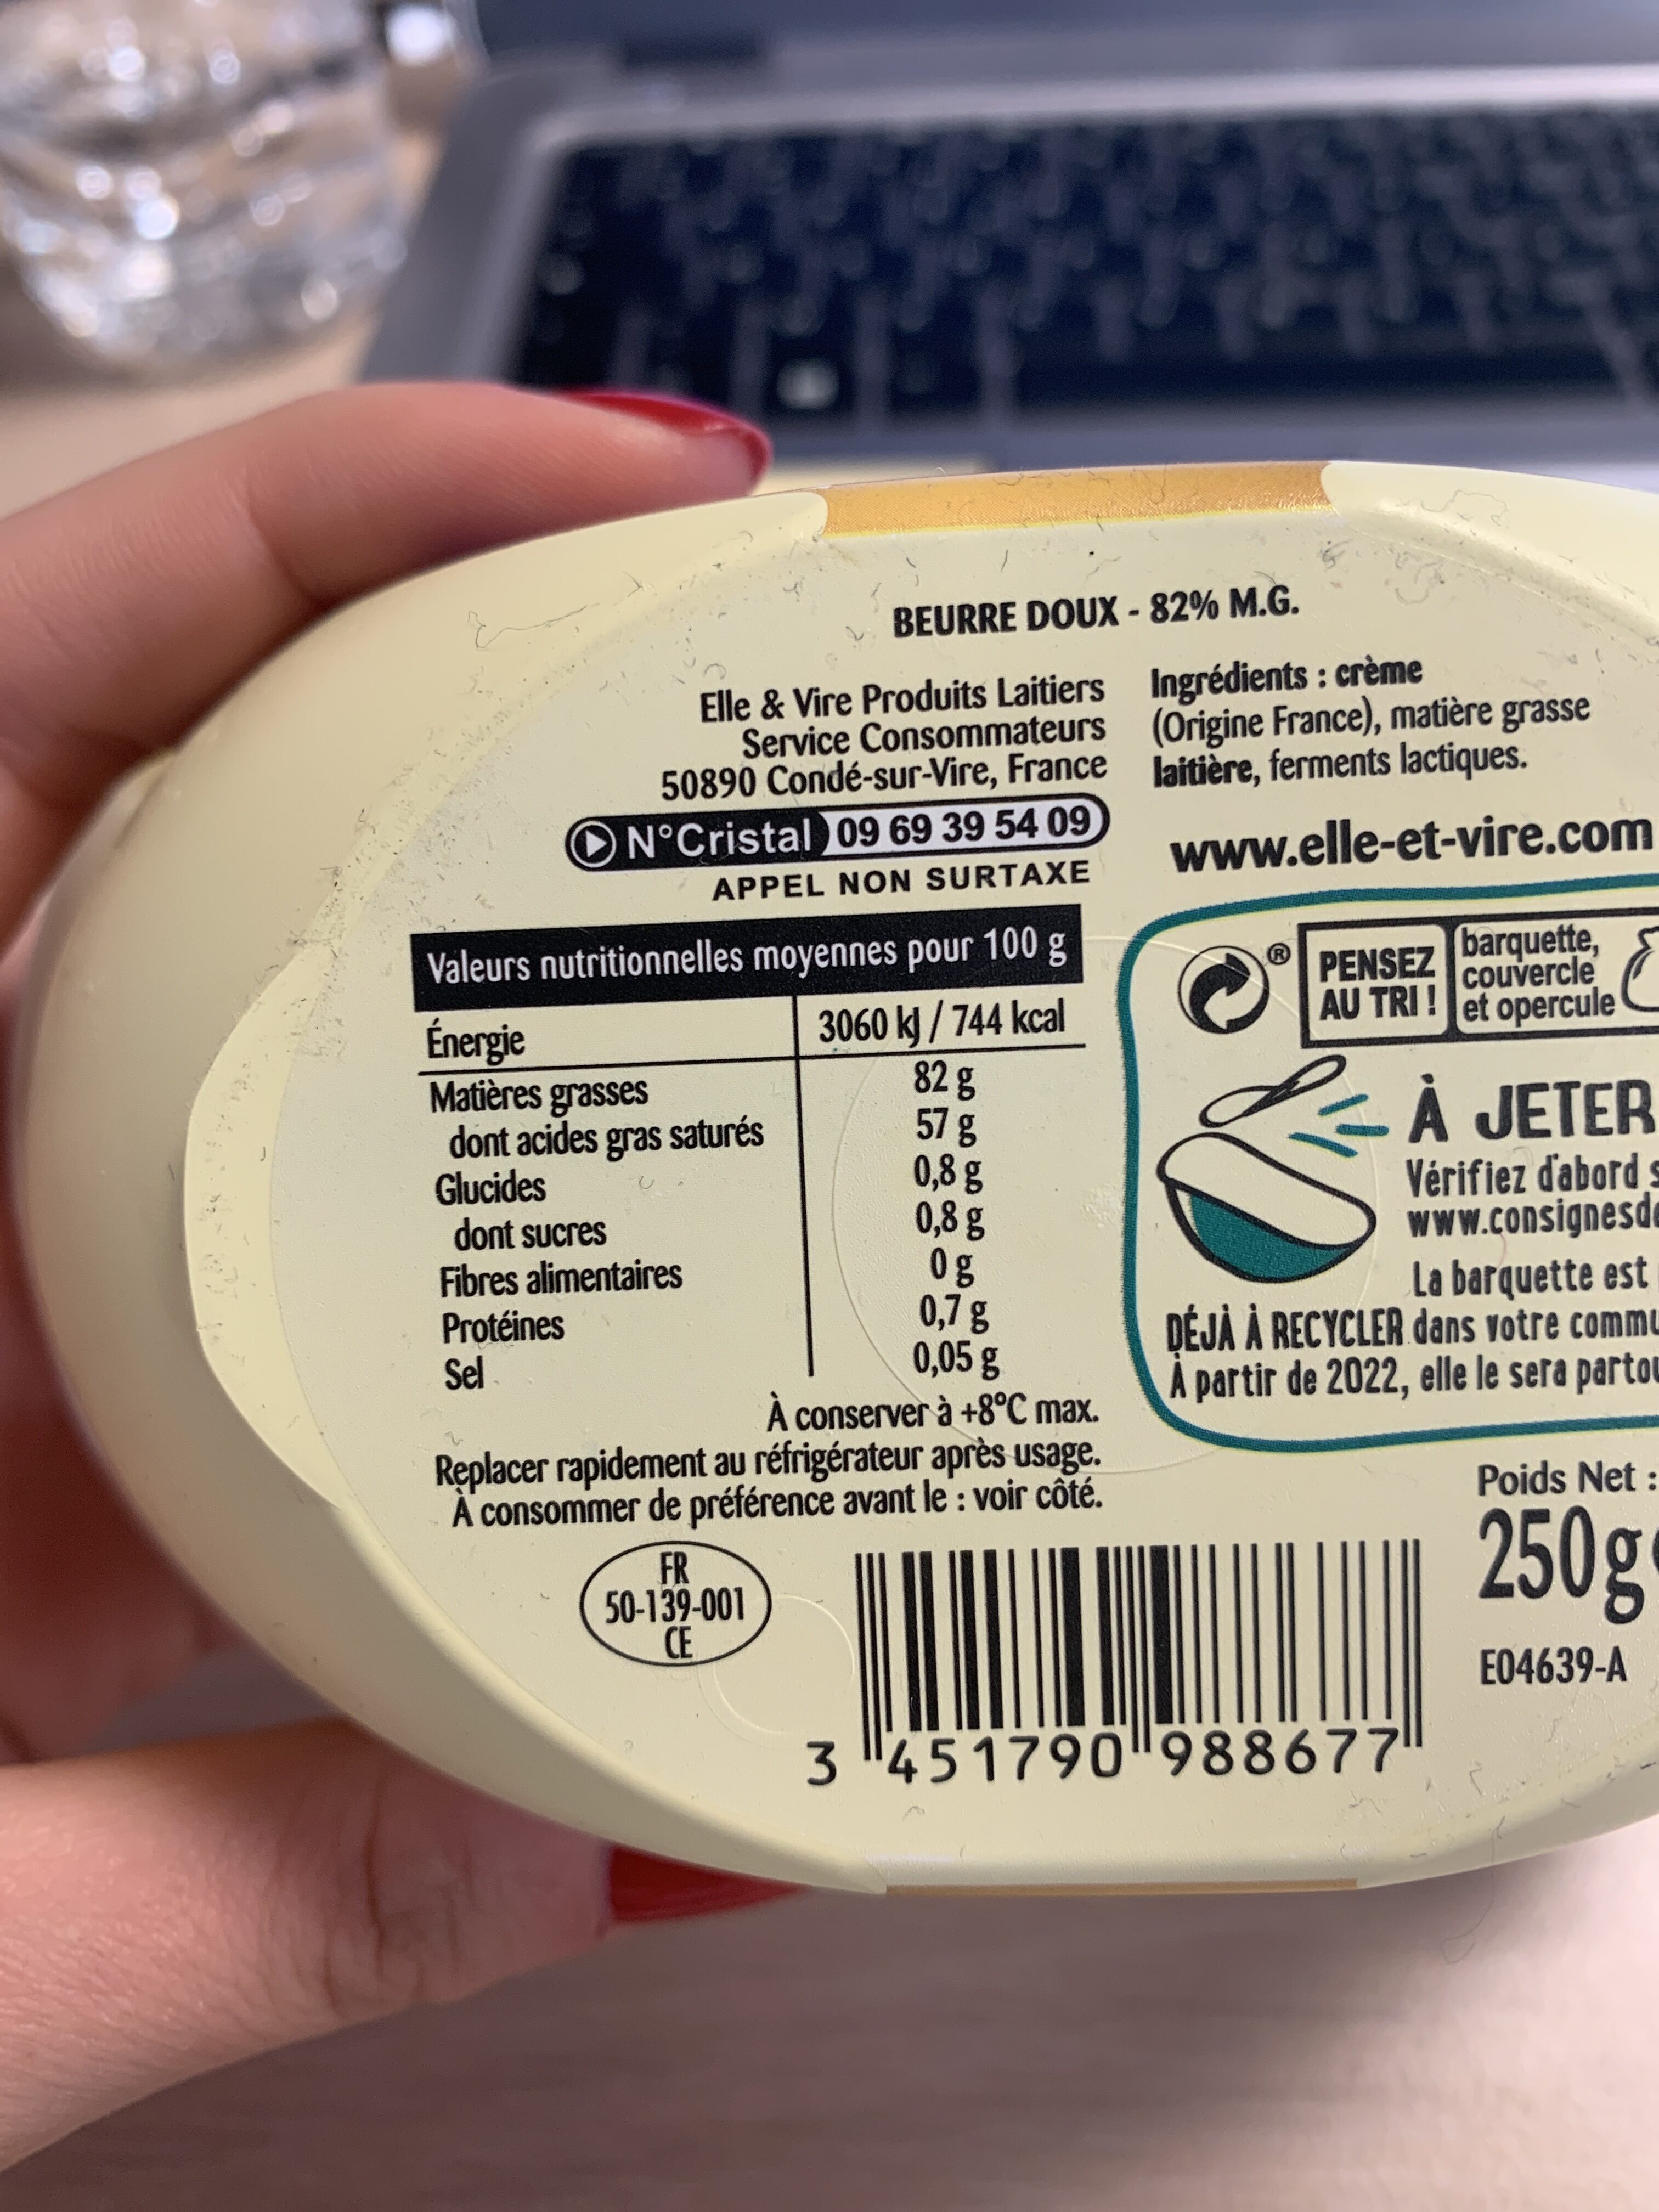 BEURRE DOUX - 82% M.G.
Elle & Vire Produits Laitiers
Service Consommateurs
50890 Condé-sur-Vire, France
N°Cristal 09 69 39 54 09
APPEL NON SURTAXE
Ingrédients : crème
(Origine France), matière grasse
laitière, ferments lactiques.
www.elle-et-vire.com
Valeurs nutritionnelles moyennes pour 100 g
Énergie 3060 kJ / 744 kcal
Matières grasses 82 g
dont acides gras saturés 57 g
Glucides 0,8 g
dont sucres 0,8 g
Fibres alimentaires 0 g
Protéines 0,7 g
Sel 0,05 g
À conserver à +8°C max.
Replacer rapidement au réfrigérateur après usage.
À consommer de préférence avant le : voir côté.
FR
50-139-001
CE
3 451790 988677
®
PENSEZ
AU TRI !
barquette,
couvercle
et opercule
À JETER
Vérifiez d'abord
La barquette est
DÉJÀ À RECYCLER dans votre
À partir de 2022, elle le sera
Poids Net :
250g
E04639-A